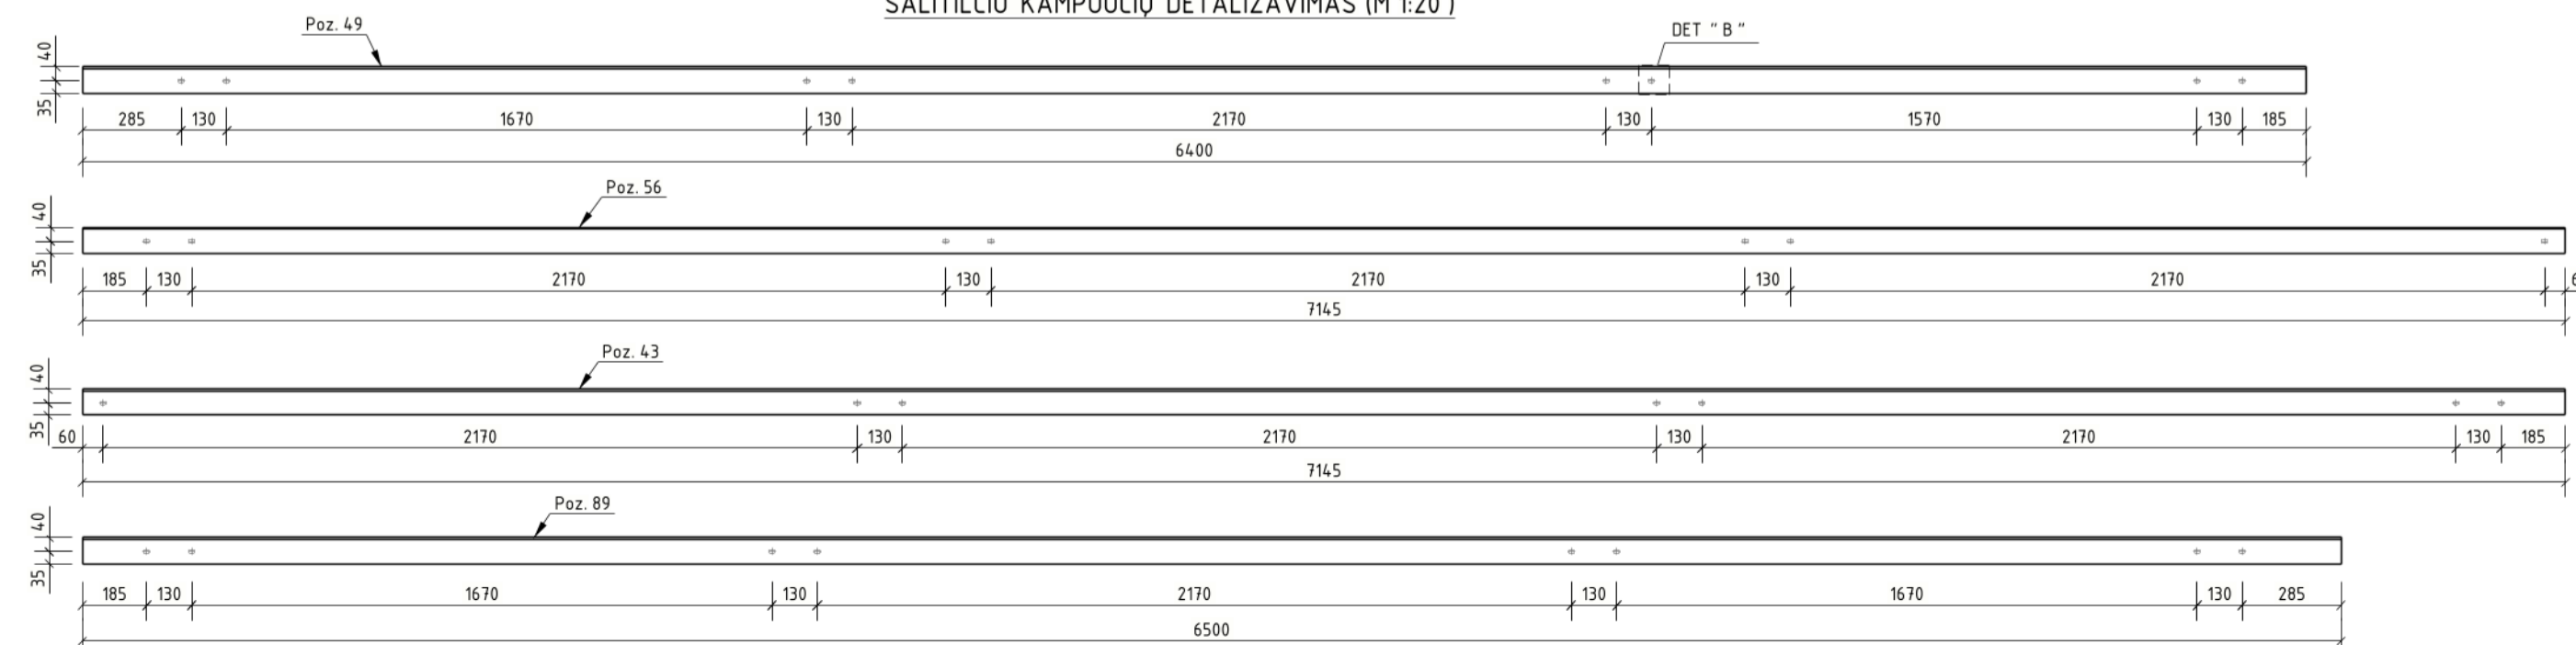 KAMPUOČIŲ DETALIZAVIMAS (M 1:20 )
Poz. 49
DET " B "
40
35
285 130 1670 130 2170 130 1570 130 185
6400
Poz. 56
40
35
185 130 2170 130 2170 130 2170
7145
Poz. 43
40
35
60 2170 130 2170 130 2170 130 185
7145
Poz. 89
40
35
185 130 1670 130 2170 130 1670 130 285
6500